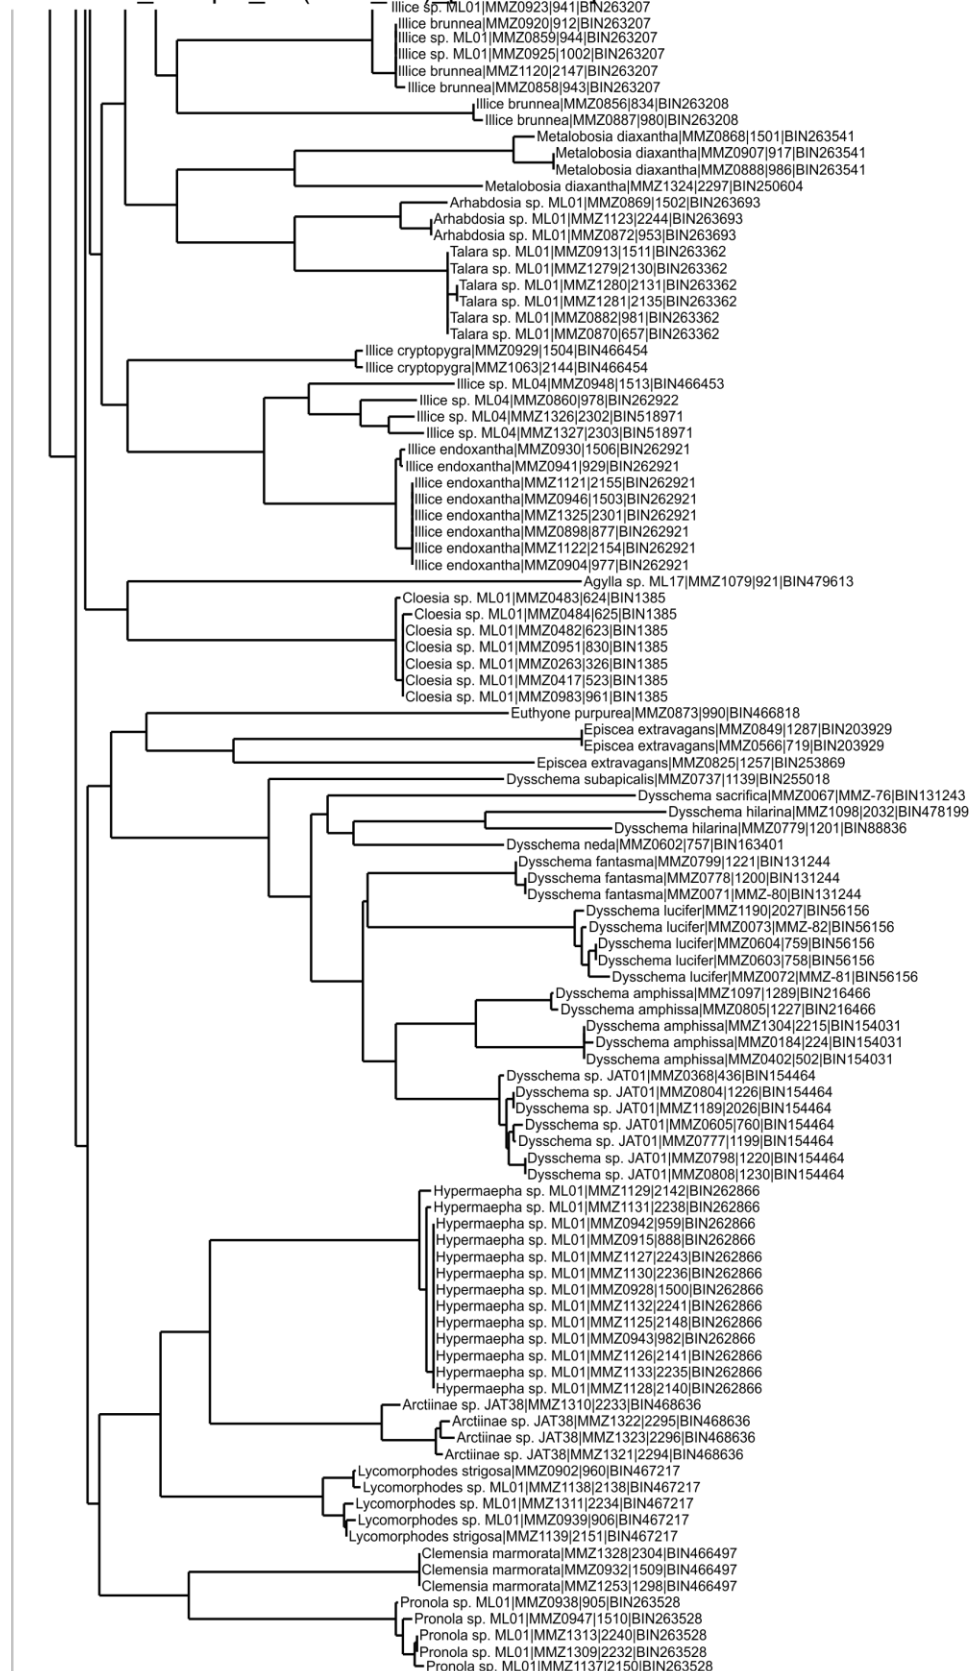 Illice sp. ML01|MMZ0923|941|BIN263207
Illice brunnea|MMZ0920|912|BIN263207
Illice sp. ML01|MMZ0859|944|BIN263207
Illice sp. ML01|MMZ0925|1002|BIN263207
Illice brunnea|MMZ1120|2147|BIN263207
Illice brunnea|MMZ0858|943|BIN263207
Illice brunnea|MMZ0856|834|BIN263208
Illice brunnea|MMZ0887|980|BIN263208
Metalobosia diaxantha|MMZ0868|1501|BIN263541
Metalobosia diaxantha|MMZ0907|917|BIN263541
Metalobosia diaxantha|MMZ0888|986|BIN263541
Metalobosia diaxantha|MMZ1324|2297|BIN250604
Arhabdosia sp. ML01|MMZ0869|1502|BIN263693
Arhabdosia sp. ML01|MMZ1123|2244|BIN263693
Arhabdosia sp. ML01|MMZ0872|953|BIN263693
Talara sp. ML01|MMZ0913|1511|BIN263362
Talara sp. ML01|MMZ1279|2130|BIN263362
Talara sp. ML01|MMZ1280|2131|BIN263362
Talara sp. ML01|MMZ1281|2135|BIN263362
Talara sp. ML01|MMZ0882|981|BIN263362
Talara sp. ML01|MMZ0870|657|BIN263362
Illice cryptopygra|MMZ0929|1504|BIN466454
Illice cryptopygra|MMZ1063|2144|BIN466454
Illice sp. ML04|MMZ0948|1513|BIN466453
Illice sp. ML04|MMZ0860|978|BIN262922
Illice sp. ML04|MMZ1326|2302|BIN518971
Illice sp. ML04|MMZ1327|2303|BIN518971
Illice endoxantha|MMZ0930|1506|BIN262921
Illice endoxantha|MMZ0941|929|BIN262921
Illice endoxantha|MMZ1121|2155|BIN262921
Illice endoxantha|MMZ0946|1503|BIN262921
Illice endoxantha|MMZ1325|2301|BIN262921
Illice endoxantha|MMZ0898|877|BIN262921
Illice endoxantha|MMZ1122|2154|BIN262921
Illice endoxantha|MMZ0904|977|BIN262921
Agylla sp. ML17|MMZ1079|921|BIN479613
Cloesia sp. ML01|MMZ0483|624|BIN1385
Cloesia sp. ML01|MMZ0484|625|BIN1385
Cloesia sp. ML01|MMZ0482|623|BIN1385
Cloesia sp. ML01|MMZ0951|830|BIN1385
Cloesia sp. ML01|MMZ0263|326|BIN1385
Cloesia sp. ML01|MMZ0417|523|BIN1385
Cloesia sp. ML01|MMZ0983|961|BIN1385
Euthyone purpurea|MMZ0873|990|BIN466818
Episcea extravagans|MMZ0849|1287|BIN203929
Episcea extravagans|MMZ0566|719|BIN203929
Episcea extravagans|MMZ0825|1257|BIN253869
Dysschema subapicalis|MMZ0737|1139|BIN255018
Dysschema sacrifica|MMZ0067|MMZ-76|BIN131243
Dysschema hilarina|MMZ1098|2032|BIN478199
Dysschema hilarina|MMZ0779|1201|BIN88836
Dysschema neda|MMZ0602|757|BIN163401
Dysschema fantasma|MMZ0799|1221|BIN131244
Dysschema fantasma|MMZ0778|1200|BIN131244
Dysschema fantasma|MMZ0071|MMZ-80|BIN131244
Dysschema lucifer|MMZ1190|2027|BIN56156
Dysschema lucifer|MMZ0073|MMZ-82|BIN56156
Dysschema lucifer|MMZ0604|759|BIN56156
Dysschema lucifer|MMZ0603|758|BIN56156
Dysschema lucifer|MMZ0072|MMZ-81|BIN56156
Dysschema amphissa|MMZ1097|1289|BIN216466
Dysschema amphissa|MMZ0805|1227|BIN216466
Dysschema amphissa|MMZ1304|2215|BIN154031
Dysschema amphissa|MMZ0184|224|BIN154031
Dysschema amphissa|MMZ0402|502|BIN154031
Dysschema sp. JAT01|MMZ0368|436|BIN154464
Dysschema sp. JAT01|MMZ0804|1226|BIN154464
Dysschema sp. JAT01|MMZ1189|2026|BIN154464
Dysschema sp. JAT01|MMZ0605|760|BIN154464
Dysschema sp. JAT01|MMZ0777|1199|BIN154464
Dysschema sp. JAT01|MMZ0798|1220|BIN154464
Dysschema sp. JAT01|MMZ0808|1230|BIN154464
Hypermaepha sp. ML01|MMZ1129|2142|BIN262866
Hypermaepha sp. ML01|MMZ1131|2238|BIN262866
Hypermaepha sp. ML01|MMZ0942|959|BIN262866
Hypermaepha sp. ML01|MMZ0915|888|BIN262866
Hypermaepha sp. ML01|MMZ1127|2243|BIN262866
Hypermaepha sp. ML01|MMZ1130|2236|BIN262866
Hypermaepha sp. ML01|MMZ0928|1500|BIN262866
Hypermaepha sp. ML01|MMZ1132|2241|BIN262866
Hypermaepha sp. ML01|MMZ1125|2148|BIN262866
Hypermaepha sp. ML01|MMZ0943|982|BIN262866
Hypermaepha sp. ML01|MMZ1126|2141|BIN262866
Hypermaepha sp. ML01|MMZ1133|2235|BIN262866
Hypermaepha sp. ML01|MMZ1128|2140|BIN262866
Arctiinae sp. JAT38|MMZ1310|2233|BIN468636
Arctiinae sp. JAT38|MMZ1322|2295|BIN468636
Arctiinae sp. JAT38|MMZ1323|2296|BIN468636
Arctiinae sp. JAT38|MMZ1321|2294|BIN468636
Lycomorphodes strigosa|MMZ0902|960|BIN467217
Lycomorphodes sp. ML01|MMZ1138|2138|BIN467217
Lycomorphodes sp. ML01|MMZ1311|2234|BIN467217
Lycomorphodes sp. ML01|MMZ0939|906|BIN467217
Lycomorphodes strigosa|MMZ1139|2151|BIN467217
Clemensia marmorata|MMZ1328|2304|BIN466497
Clemensia marmorata|MMZ0932|1509|BIN466497
Clemensia marmorata|MMZ1253|1298|BIN466497
Pronola sp. ML01|MMZ0938|905|BIN263528
Pronola sp. ML01|MMZ0947|1510|BIN263528
Pronola sp. ML01|MMZ1313|2240|BIN263528
Pronola sp. ML01|MMZ1309|2232|BIN263528
Pronola sp. ML01|MMZ1137|2150|BIN263528